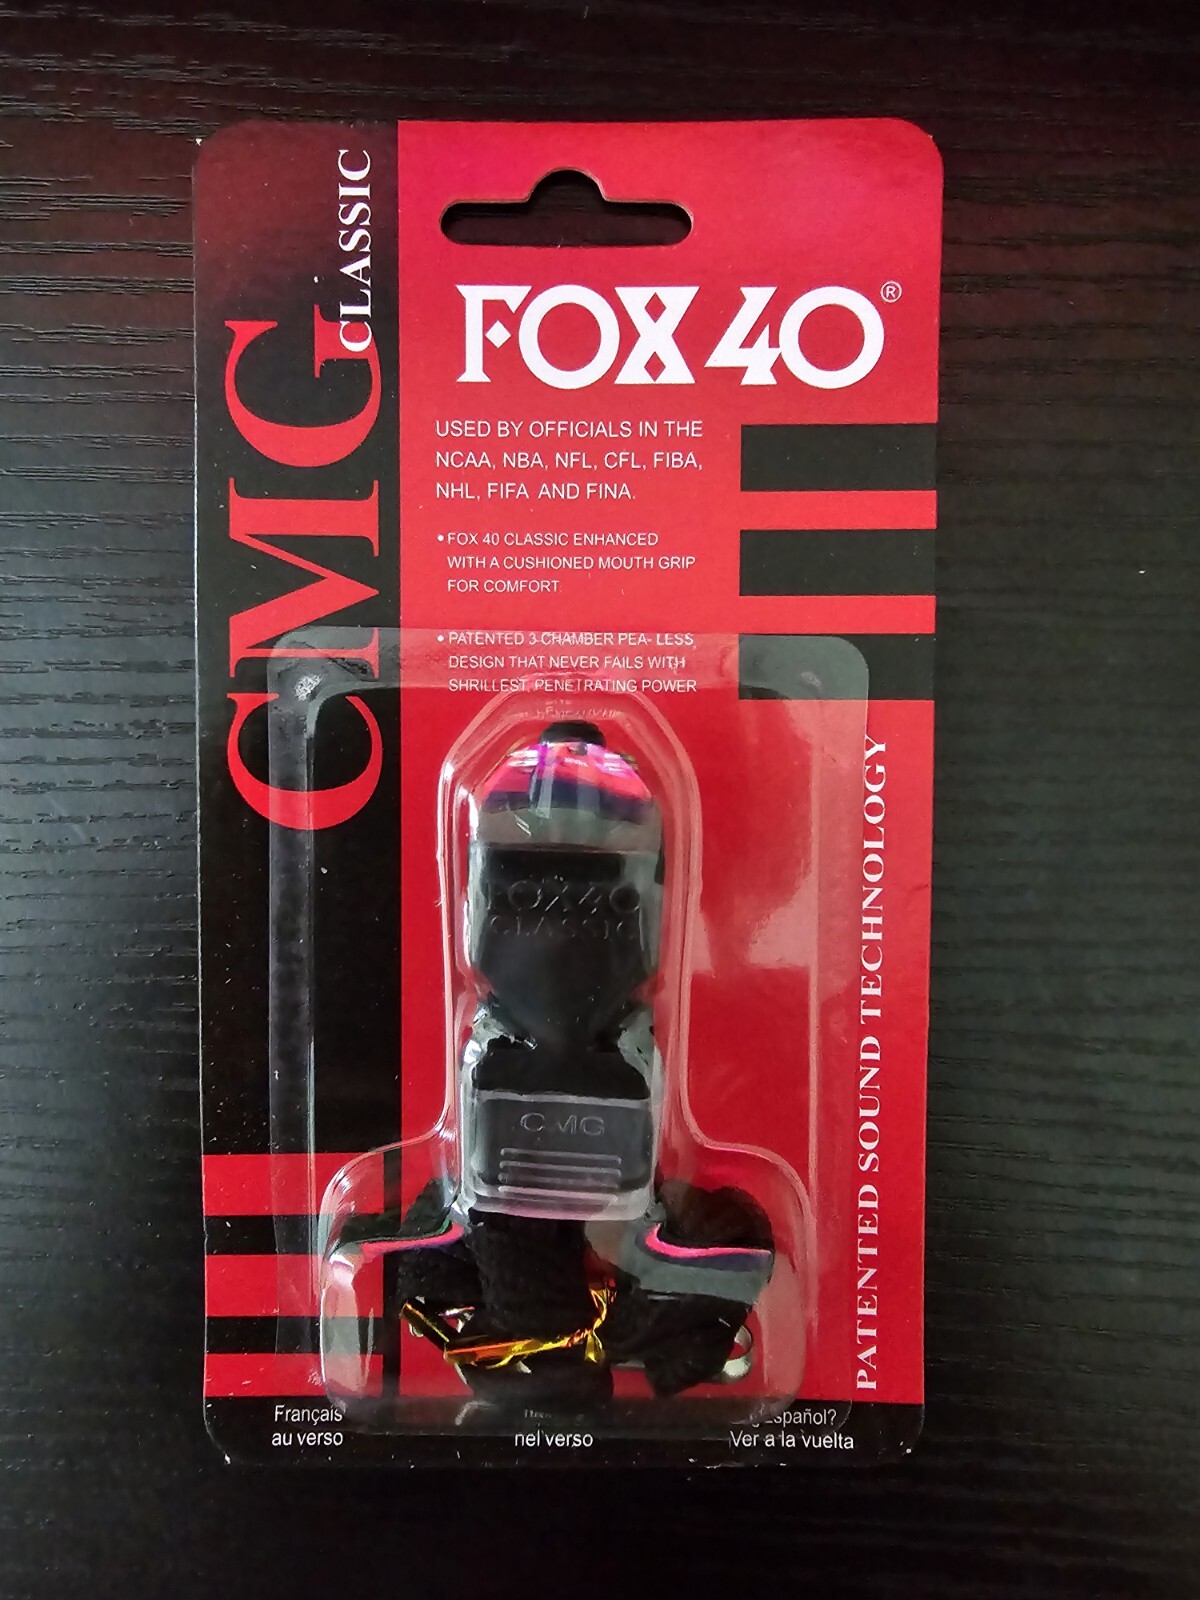 CMG CLASSIC
FOX 40®
USED BY OFFICIALS IN THE
NCAA, NBA, NFL, CFL, FIBA,
NHL, FIFA AND FINA.
• FOX 40 CLASSIC ENHANCED
WITH A CUSHIONED MOUTH GRIP
FOR COMFORT.
• PATENTED 3-CHAMBER PEA- LESS,
DESIGN THAT NEVER FAILS WITH
SHRILLEST, PENETRATING POWER
PATENTED SOUND TECHNOLOGY
FOX40
CLASSIC
CMG
Français
au verso
nel verso
Español?
Ver a la vuelta